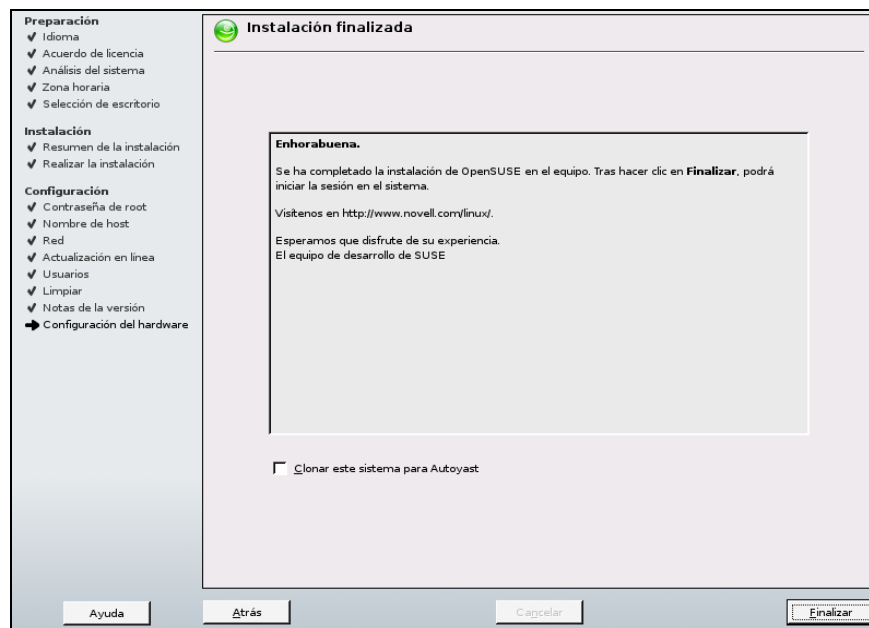 Preparación
Idioma
Acuerdo de licencia
Análisis del sistema
Zona horaria
Selección de escritorio
Instalación
Resumen de la instalación
Realizar la instalación
Configuración
Contraseña de root
Nombre de host
Red
Actualización en línea
Usuarios
Limpiar
Notas de la versión
Configuración del hardware
Instalación finalizada
Enhorabuena.
Se ha completado la instalación de OpenSUSE en el equipo. Tras hacer clic en Finalizar, podrá
iniciar la sesión en el sistema.
Visítenos en http://www.novell.com/linux/.
Esperamos que disfrute de su experiencia.
El equipo de desarrollo de SUSE
Clonar este sistema para Autoyast
Ayuda
Atrás
Cancelar
Finalizar